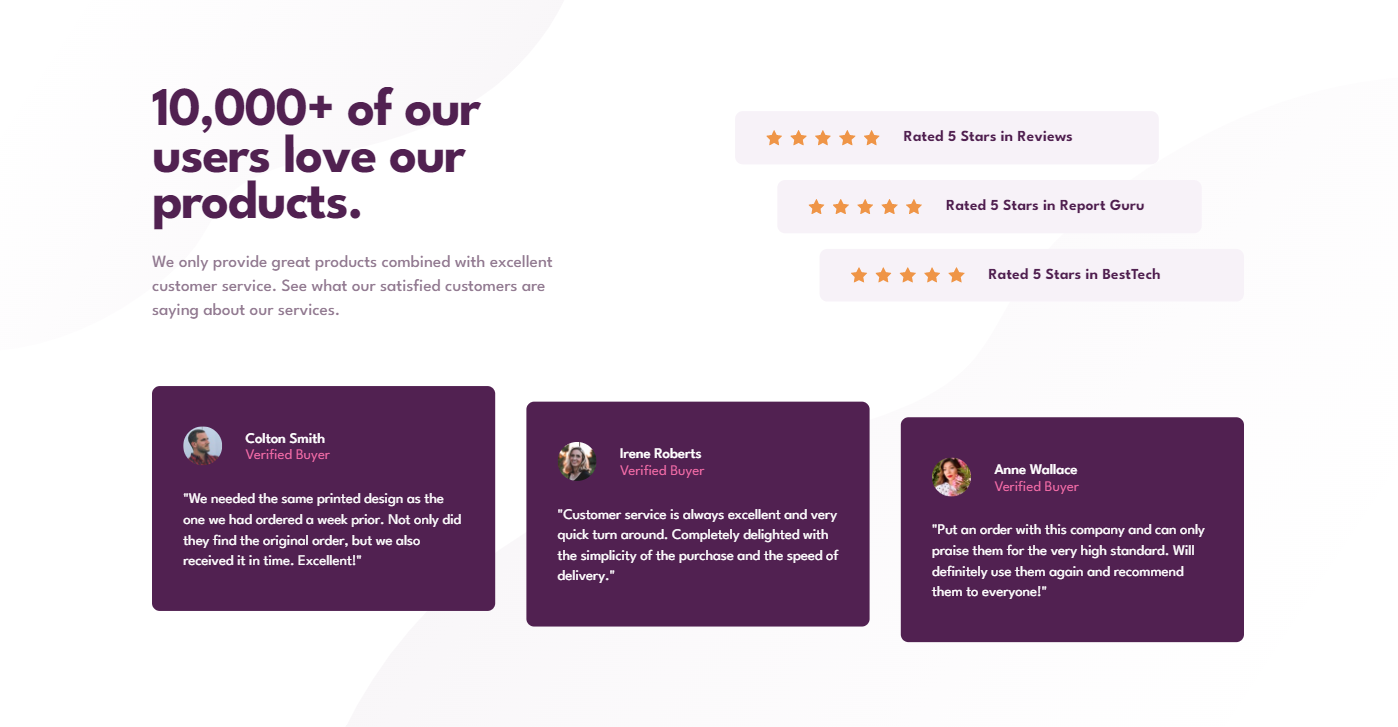 10,000+ of our
users love our
products.
We only provide great products combined with excellent
customer service. See what our satisfied customers are
saying about our services.
Rated 5 Stars in Reviews
Rated 5 Stars in Report Guru
Rated 5 Stars in BestTech
Colton Smith
Verified Buyer
"We needed the same printed design as the
one we had ordered a week prior. Not only did
they find the original order, but we also
received it in time. Excellent!"
Irene Roberts
Verified Buyer
"Customer service is always excellent and very
quick turn around. Completely delighted with
the simplicity of the purchase and the speed of
delivery."
Anne Wallace
Verified Buyer
"Put an order with this company and can only
praise them for the very high standard. Will
definitely use them again and recommend
them to everyone!"